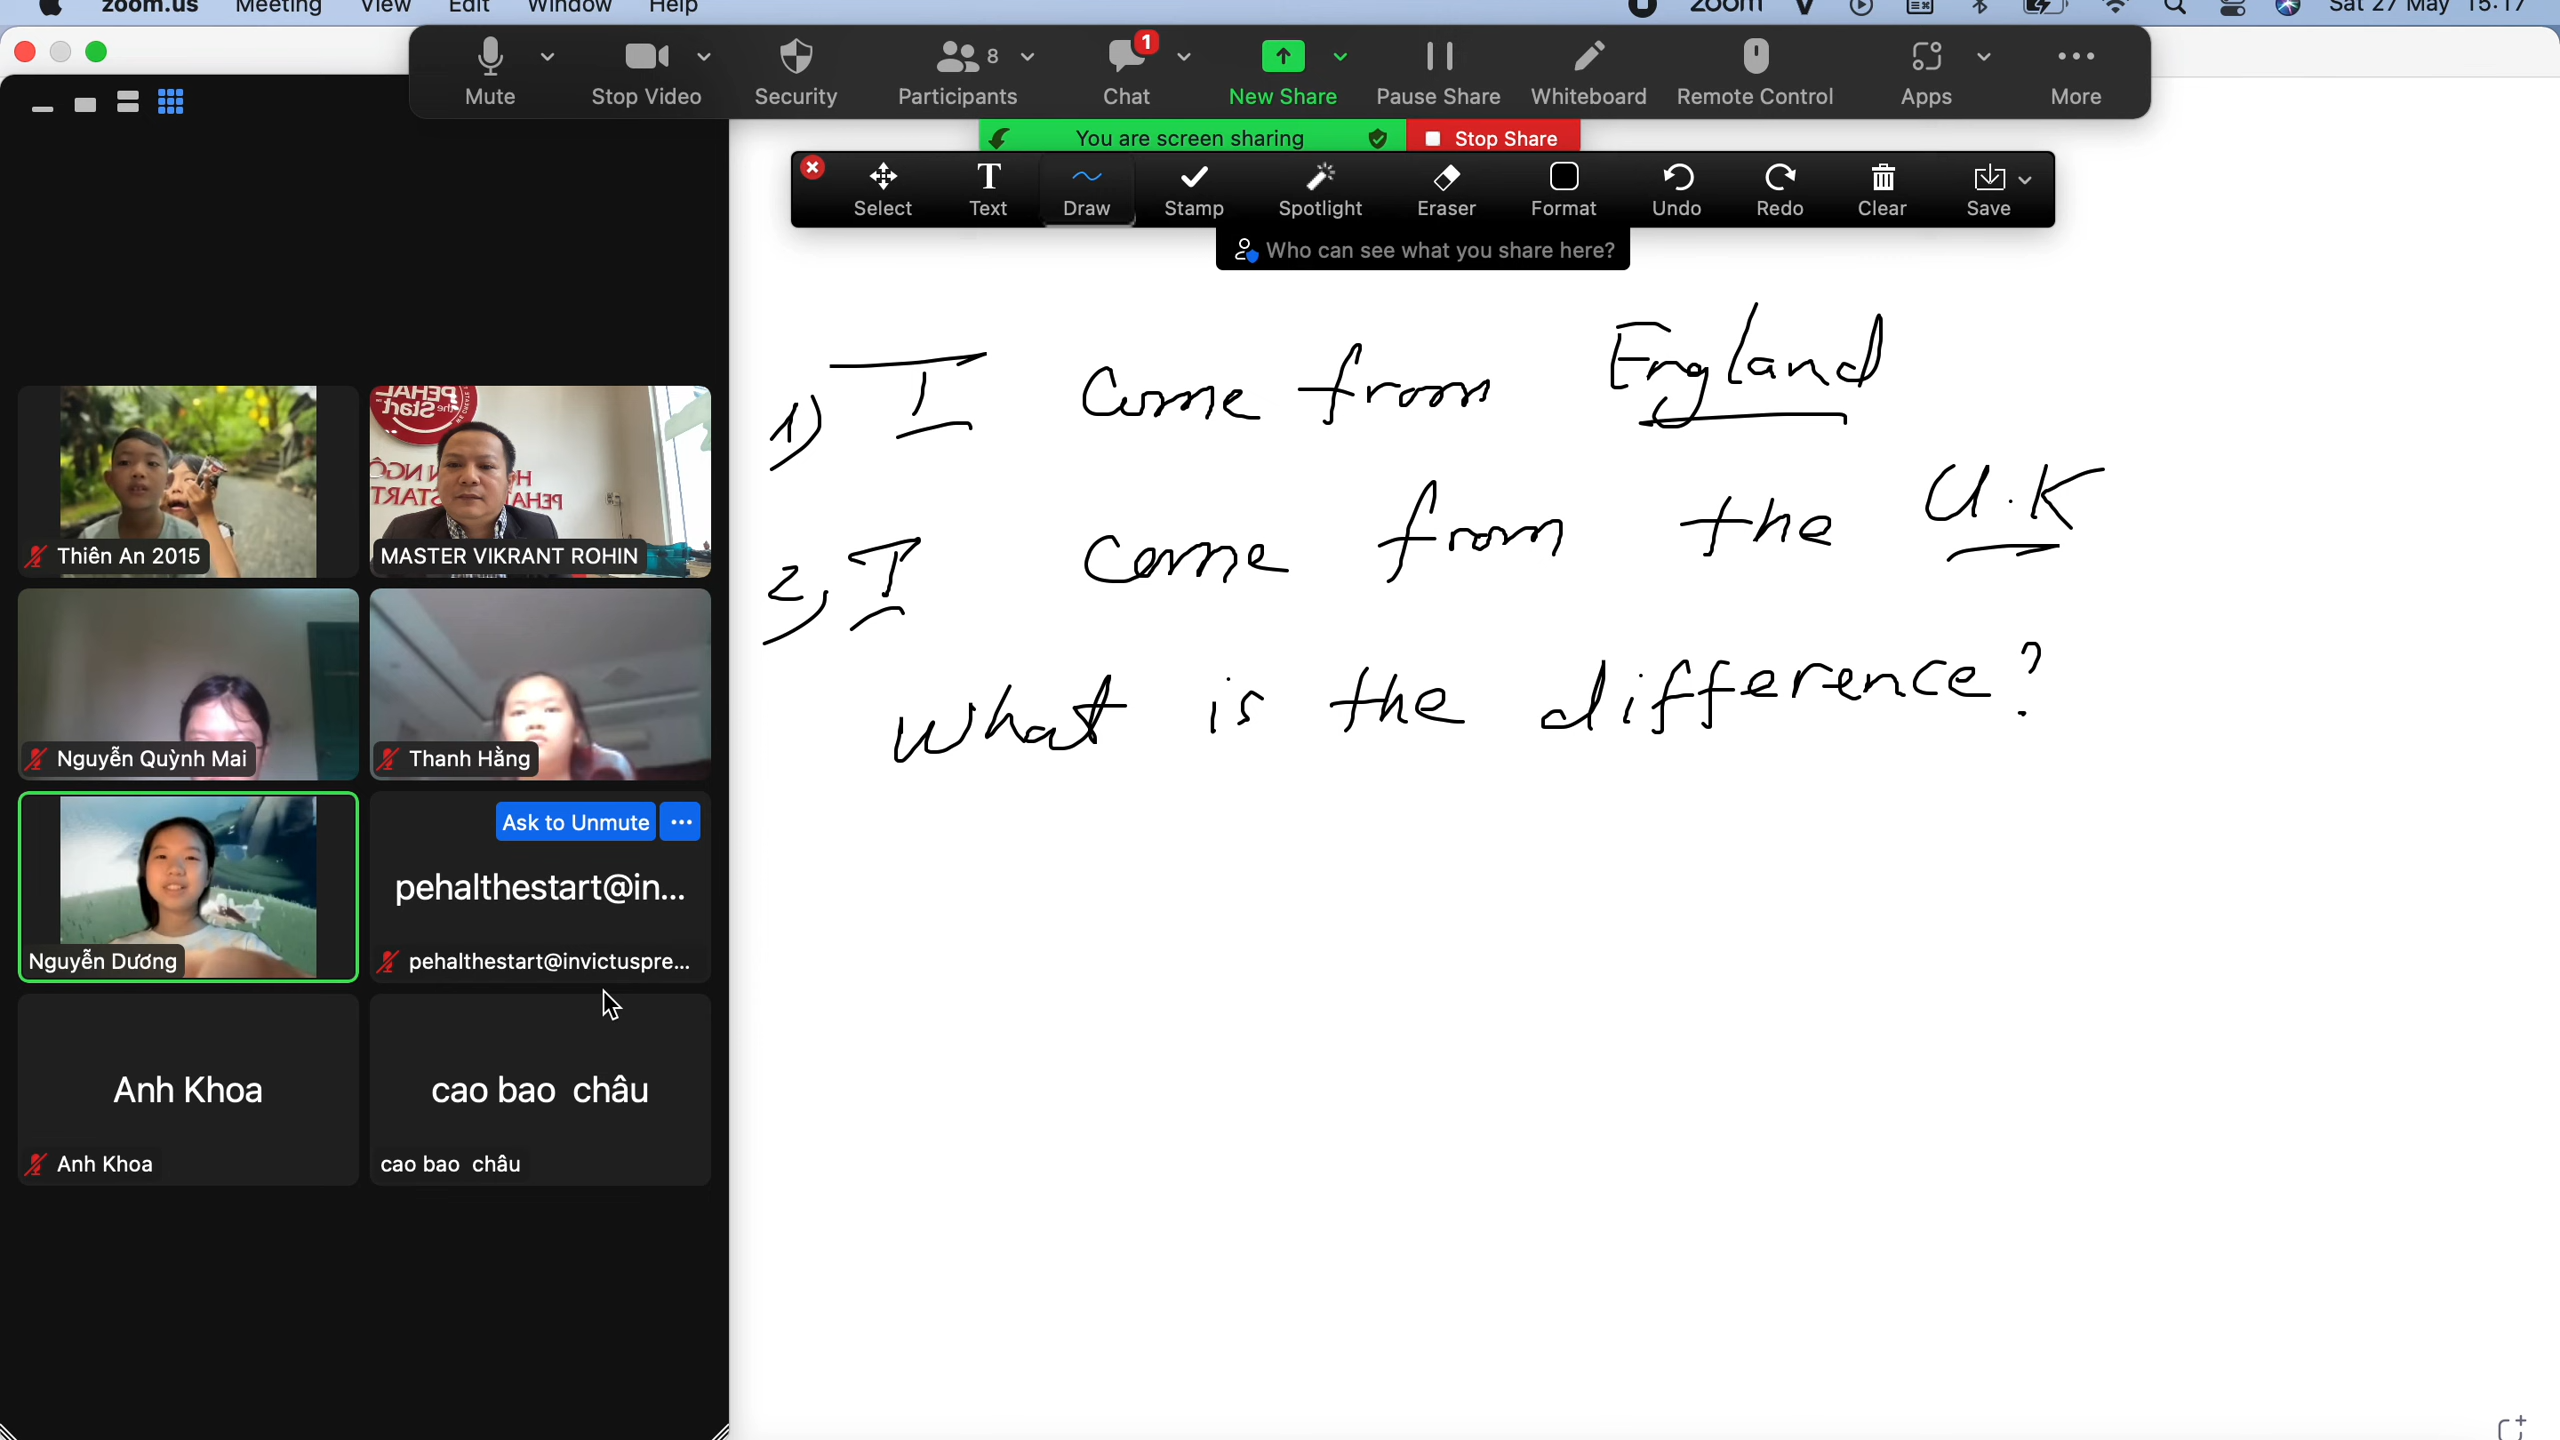 zoom.us Meeting View Edit Window Help zoom Sat 27 May 15:17
Mute Stop Video Security Participants 8 Chat 1 New Share Pause Share Whiteboard Remote Control Apps More
You are screen sharing Stop Share
Select Text Draw Stamp Spotlight Eraser Format Undo Redo Clear Save
Who can see what you share here?
1) I come from England
2, I come from the U.K
What is the difference?
PEHAL
the Start
Thiên An 2015
MASTER VIKRANT ROHIN
Nguyễn Quỳnh Mai
Thanh Hằng
Nguyễn Dương
Ask to Unmute ...
pehalthestart@in...
pehalthestart@invictuspre...
Anh Khoa
Anh Khoa
cao bao châu
cao bao châu